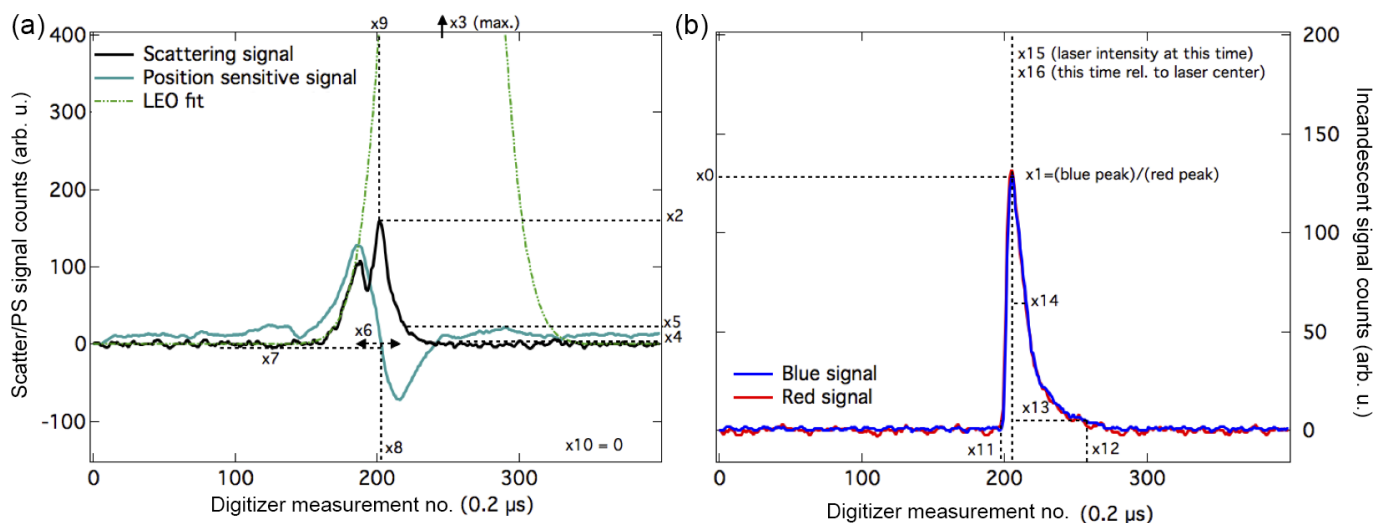 (a)
x9
x3 (max.)
400
300
200
100
0
-100
Scatter/PS signal counts (arb. u.)
Scattering signal
Position sensitive signal
LEO fit
x2
x5
x4
x6
x7
x8
x10 = 0
0
100
200
300
Digitizer measurement no. (0.2 µs)
(b)
x15 (laser intensity at this time)
x16 (this time rel. to laser center)
x0
x1=(blue peak)/(red peak)
x14
Blue signal
Red signal
x13
x11
x12
200
150
100
50
0
Incandescent signal counts (arb. u.)
0
100
200
300
Digitizer measurement no. (0.2 µs)